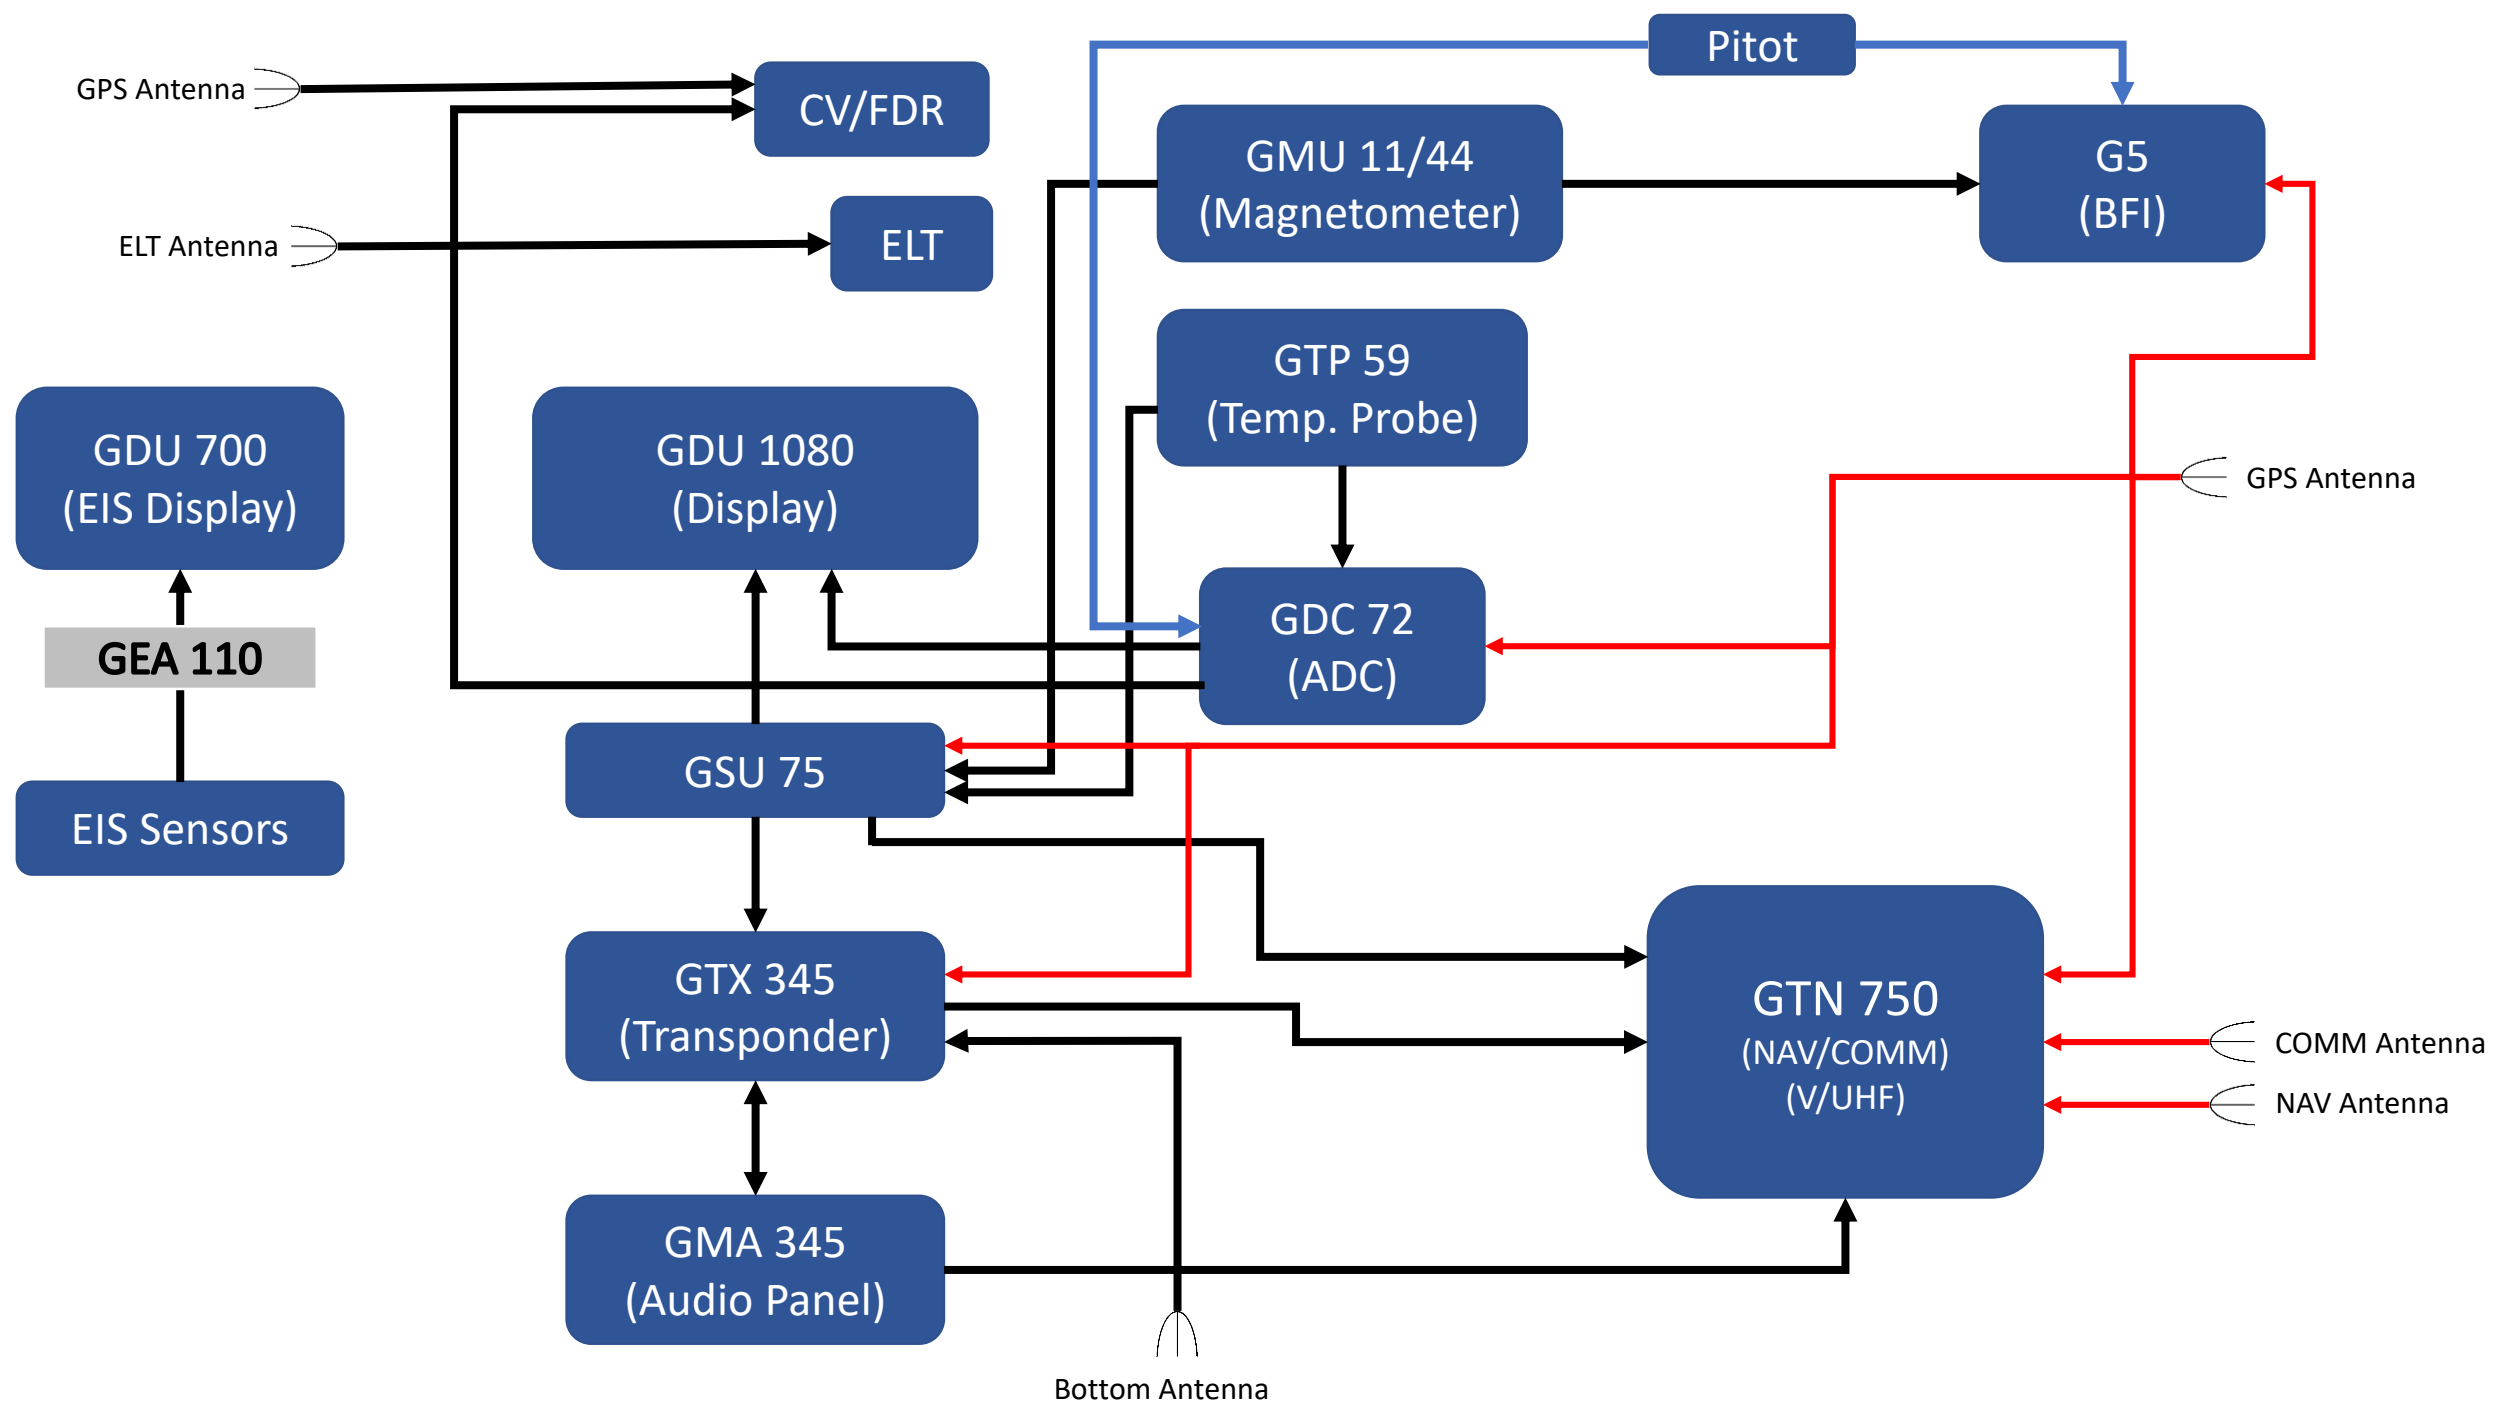 Pitot
GPS Antenna
CV/FDR
GMU 11/44
(Magnetometer)
G5
(BFI)
ELT Antenna
ELT
GTP 59
(Temp. Probe)
GDU 700
(EIS Display)
GDU 1080
(Display)
GPS Antenna
GEA 110
GDC 72
(ADC)
GSU 75
EIS Sensors
GTX 345
(Transponder)
GTN 750
(NAV/COMM)
(V/UHF)
COMM Antenna
NAV Antenna
GMA 345
(Audio Panel)
Bottom Antenna